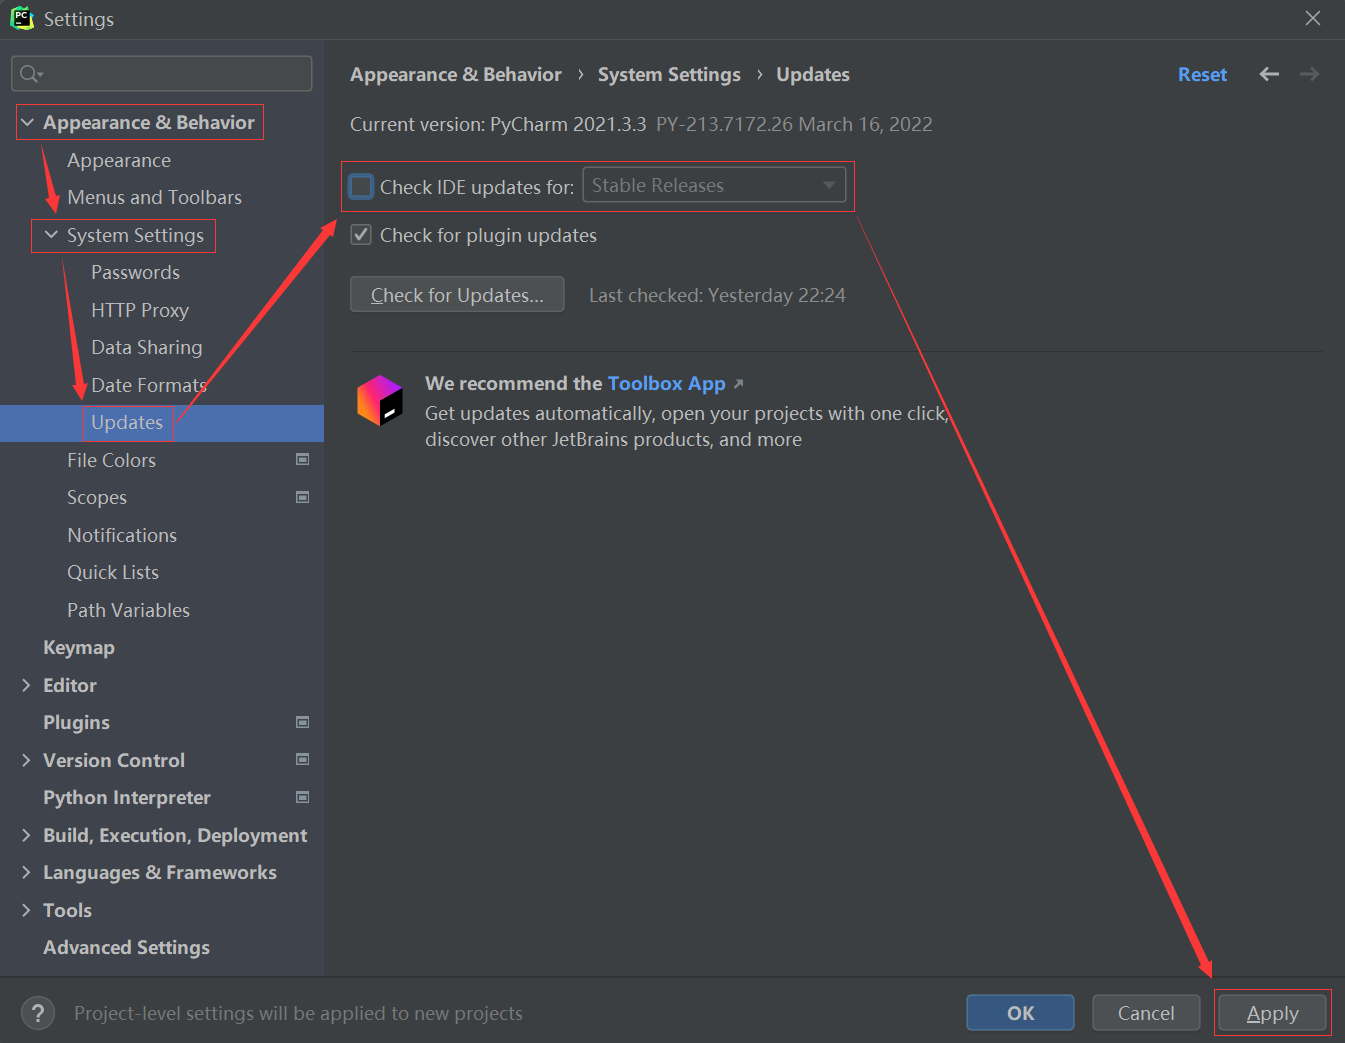 PC
Settings
Appearance & Behavior
Appearance
Menus and Toolbars
System Settings
Passwords
HTTP Proxy
Data Sharing
Date Formats
Updates
File Colors
Scopes
Notifications
Quick Lists
Path Variables
Keymap
Editor
Plugins
Version Control
Python Interpreter
Build, Execution, Deployment
Languages & Frameworks
Tools
Advanced Settings
Appearance & Behavior › System Settings › Updates
Reset
Current version: PyCharm 2021.3.3 PY-213.7172.26 March 16, 2022
Check IDE updates for: Stable Releases
Check for plugin updates
Check for Updates... Last checked: Yesterday 22:24
We recommend the Toolbox App
Get updates automatically, open your projects with one click,
discover other JetBrains products, and more
? Project-level settings will be applied to new projects
OK
Cancel
Apply